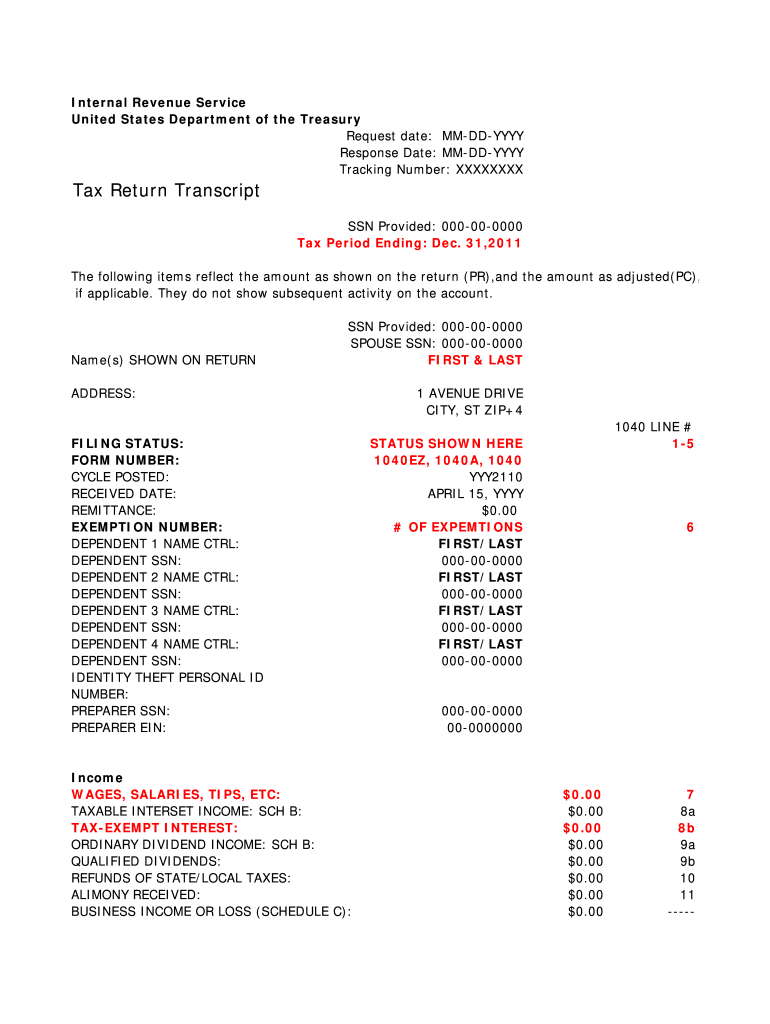 Internal Revenue Service
United States Department of the Treasury
Request date: MM-DD-YYYY
Response Date: MM-DD-YYYY
Tracking Number: XXXXXXXX
Tax Return Transcript
SSN Provided: 000-00-0000
Tax Period Ending: Dec. 31,2011
The following items reflect the amount as shown on the return (PR),and the amount as adjusted(PC),
if applicable. They do not show subsequent activity on the account.
SSN Provided: 000-00-0000
SPOUSE SSN: 000-00-0000
Name(s) SHOWN ON RETURN FIRST & LAST
ADDRESS: 1 AVENUE DRIVE
CITY, ST ZIP+4
1040 LINE #
FILING STATUS: STATUS SHOWN HERE 1-5
FORM NUMBER: 1040EZ, 1040A, 1040
CYCLE POSTED: YYY2110
RECEIVED DATE: APRIL 15, YYYY
REMITTANCE: $0.00
EXEMPTION NUMBER: # OF EXPEMTIONS 6
DEPENDENT 1 NAME CTRL: FIRST/LAST
DEPENDENT SSN: 000-00-0000
DEPENDENT 2 NAME CTRL: FIRST/LAST
DEPENDENT SSN: 000-00-0000
DEPENDENT 3 NAME CTRL: FIRST/LAST
DEPENDENT SSN: 000-00-0000
DEPENDENT 4 NAME CTRL: FIRST/LAST
DEPENDENT SSN: 000-00-0000
IDENTITY THEFT PERSONAL ID
NUMBER:
PREPARER SSN: 000-00-0000
PREPARER EIN: 00-0000000
Income
WAGES, SALARIES, TIPS, ETC: $0.00 7
TAXABLE INTERSET INCOME: SCH B: $0.00 8a
TAX-EXEMPT INTEREST: $0.00 8b
ORDINARY DIVIDEND INCOME: SCH B: $0.00 9a
QUALIFIED DIVIDENDS: $0.00 9b
REFUNDS OF STATE/LOCAL TAXES: $0.00 10
ALIMONY RECEIVED: $0.00 11
BUSINESS INCOME OR LOSS (SCHEDULE C): $0.00 -----